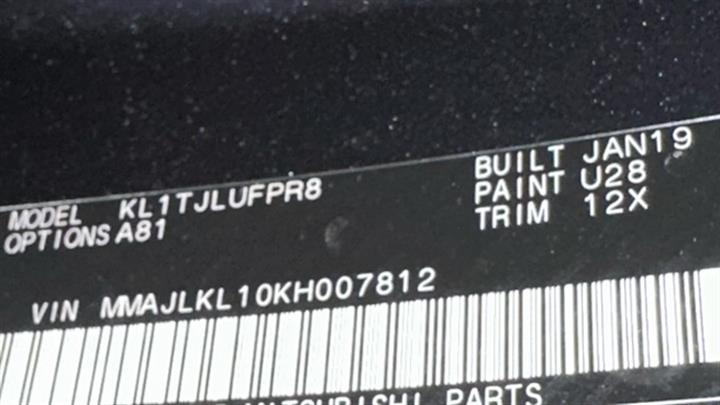 MODEL KL1TJLUFPR8 BUILT JAN19
OPTIONS A81 PAINT U28
TRIM 12X
VIN MMAJLKL10KH007812
PARTS